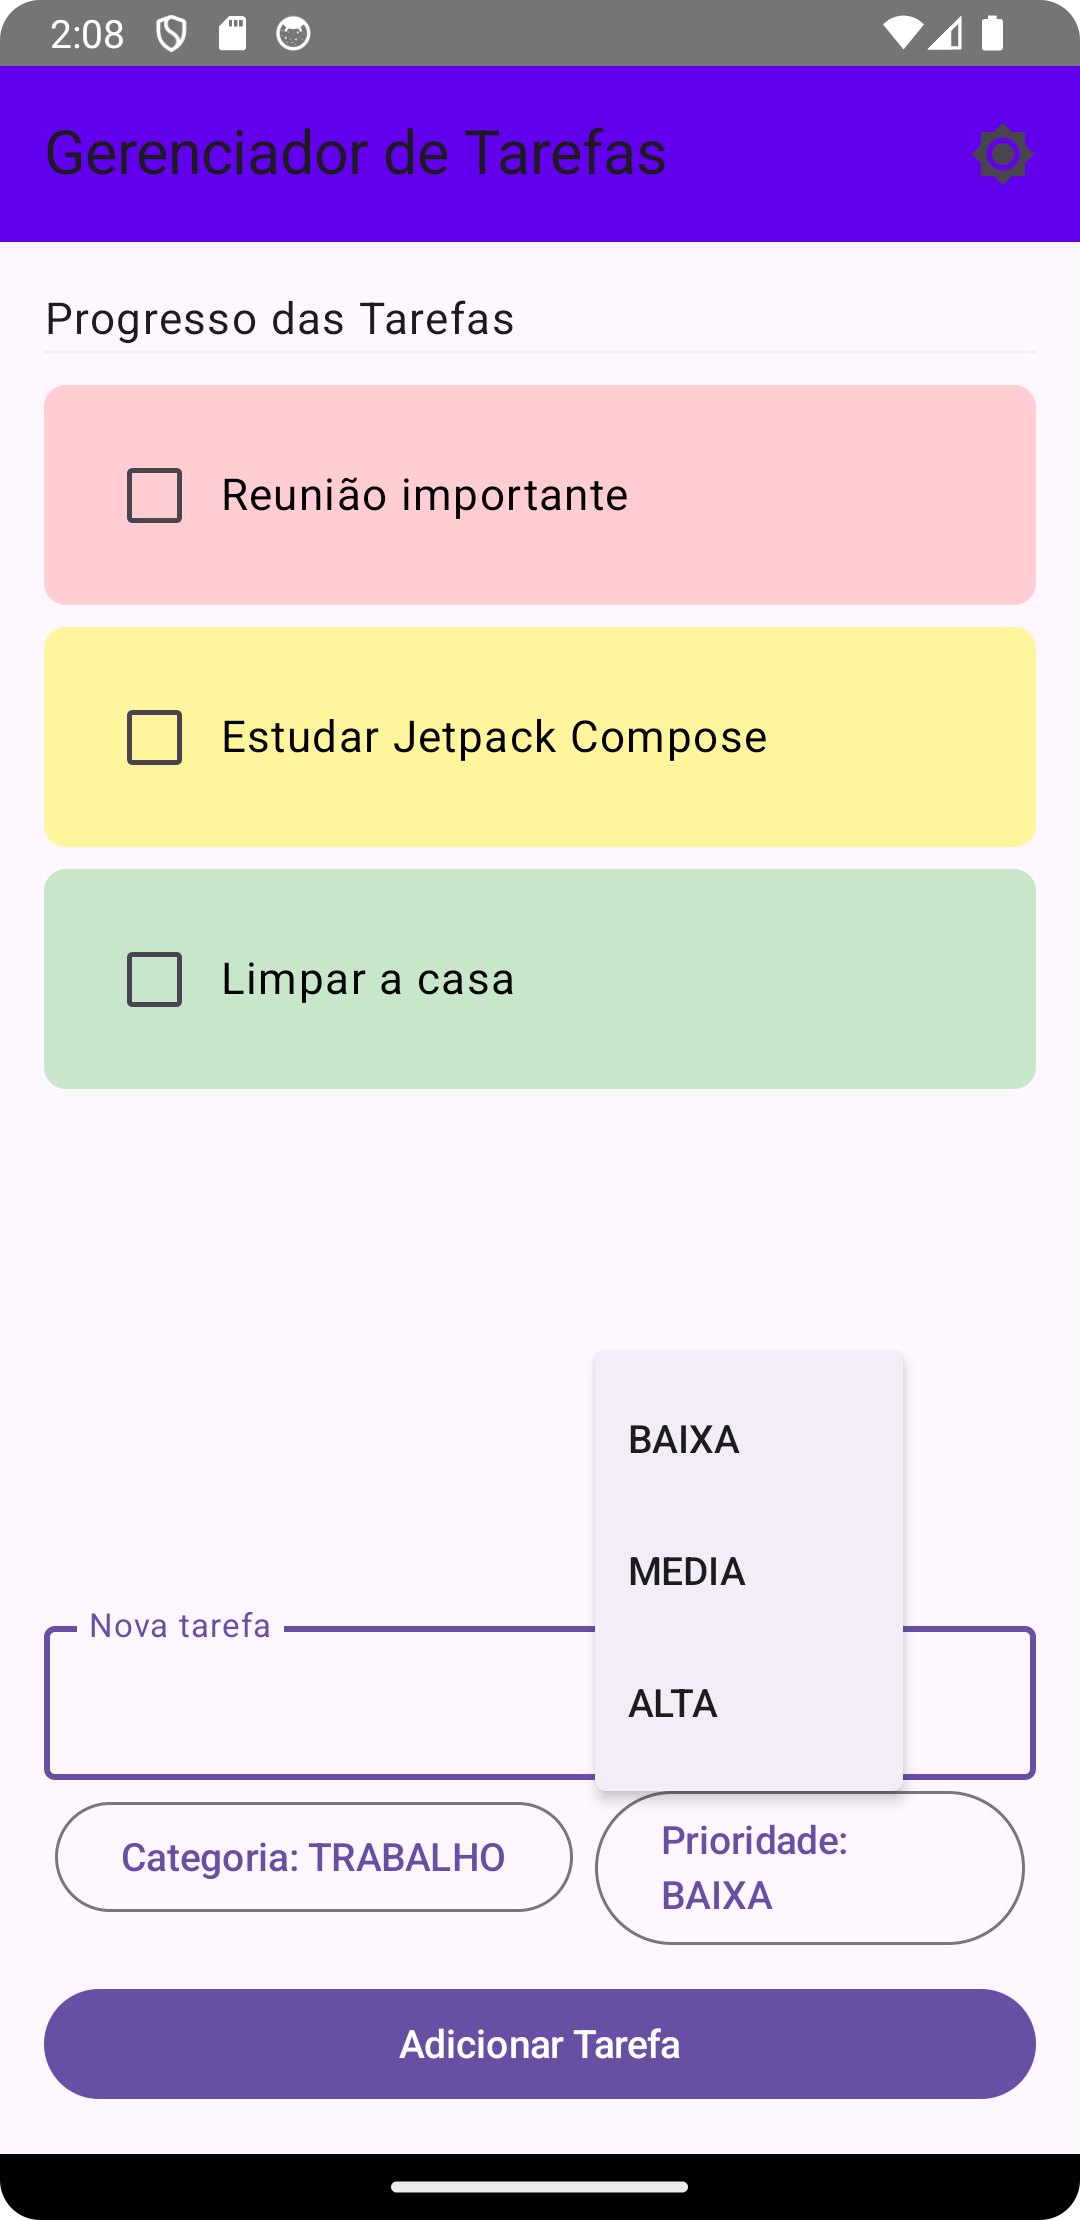 2:08
Gerenciador de Tarefas
Progresso das Tarefas
Reunião importante
Estudar Jetpack Compose
Limpar a casa
BAIXA
MEDIA
ALTA
Nova tarefa
Categoria: TRABALHO
Prioridade:
BAIXA
Adicionar Tarefa